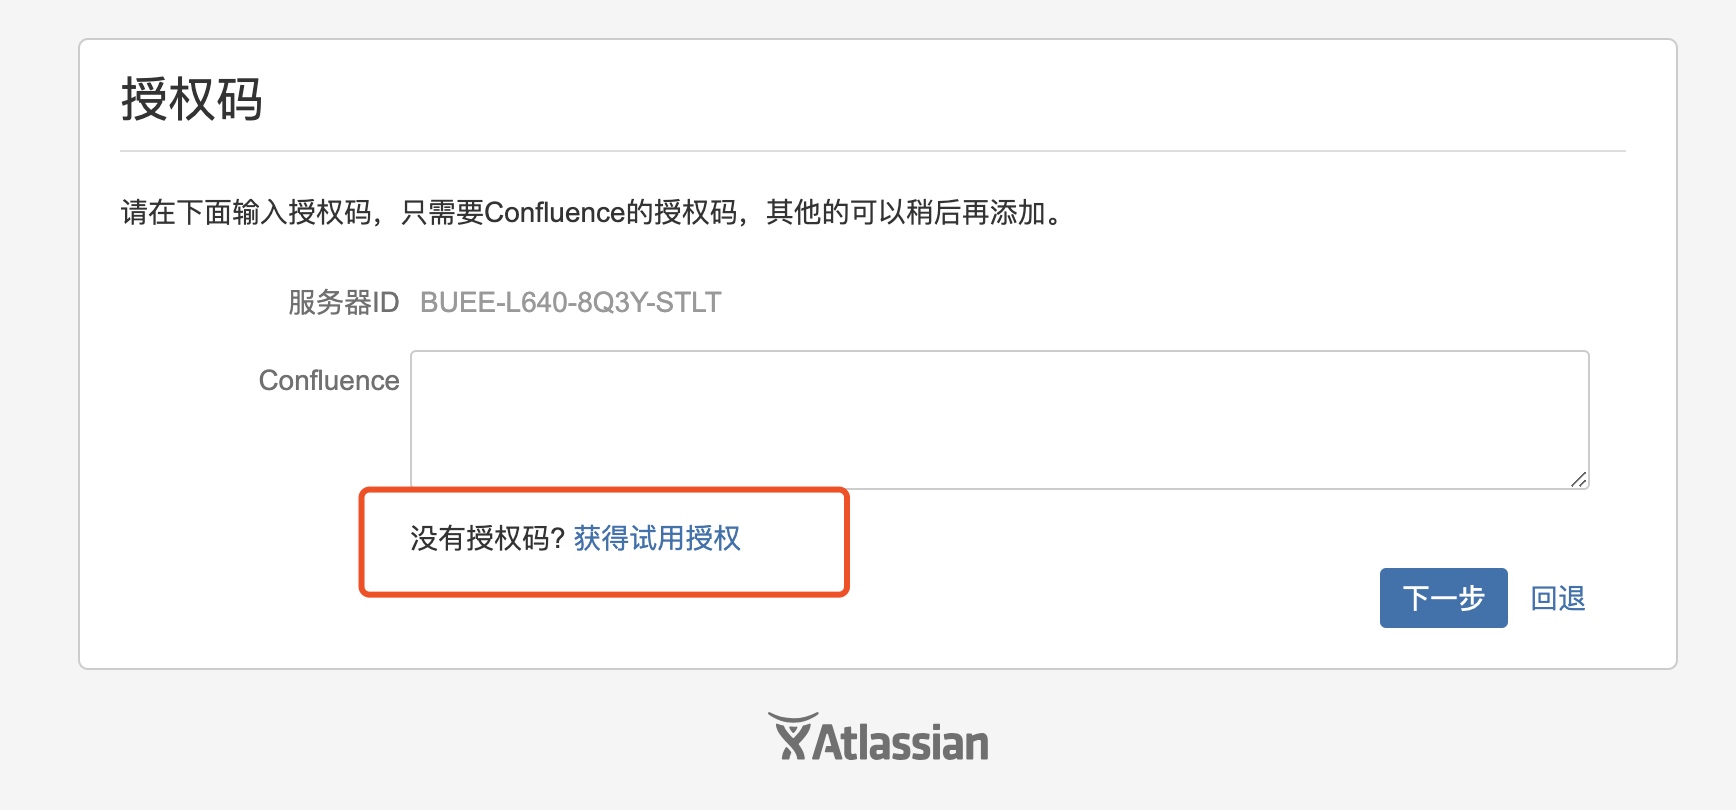 授权码
请在下面输入授权码，只需要Confluence的授权码，其他的可以稍后再添加。
服务器ID BUEE-L640-8Q3Y-STLT
Confluence
没有授权码? 获得试用授权
下一步 回退
Atlassian